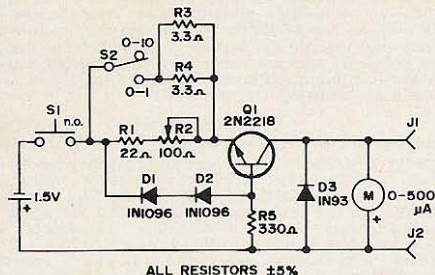 R3
3.3Ω
R4
3.3Ω
S2
0-10
0-1
S1
n.o.
R1
22Ω
R2
100Ω
Q1
2N2218
J1
D1
1N1096
D2
1N1096
D3
1N93
M
0-500
μA
+
1.5V
+
R5
330Ω
J2
ALL RESISTORS ±5%